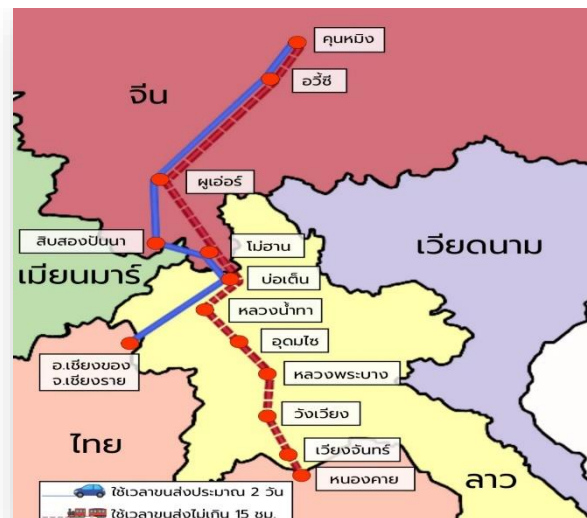 คุนหมิง
อวี้ซี
จีน
ผูเอ่อร์
สิบสองปันนา
โม่ฮาน
เวียดนาม
เมียนมาร์
บ่อเต็น
หลวงน้ำทา
อุดมไซ
อ.เชียงของ
จ.เชียงราย
หลวงพระบาง
วังเวียง
ไทย
เวียงจันทร์
ลาว
หนองคาย
ใช้เวลาขนส่งประมาณ 2 วัน
ใช้เวลาขนส่งไม่เกิน 15 ชม.